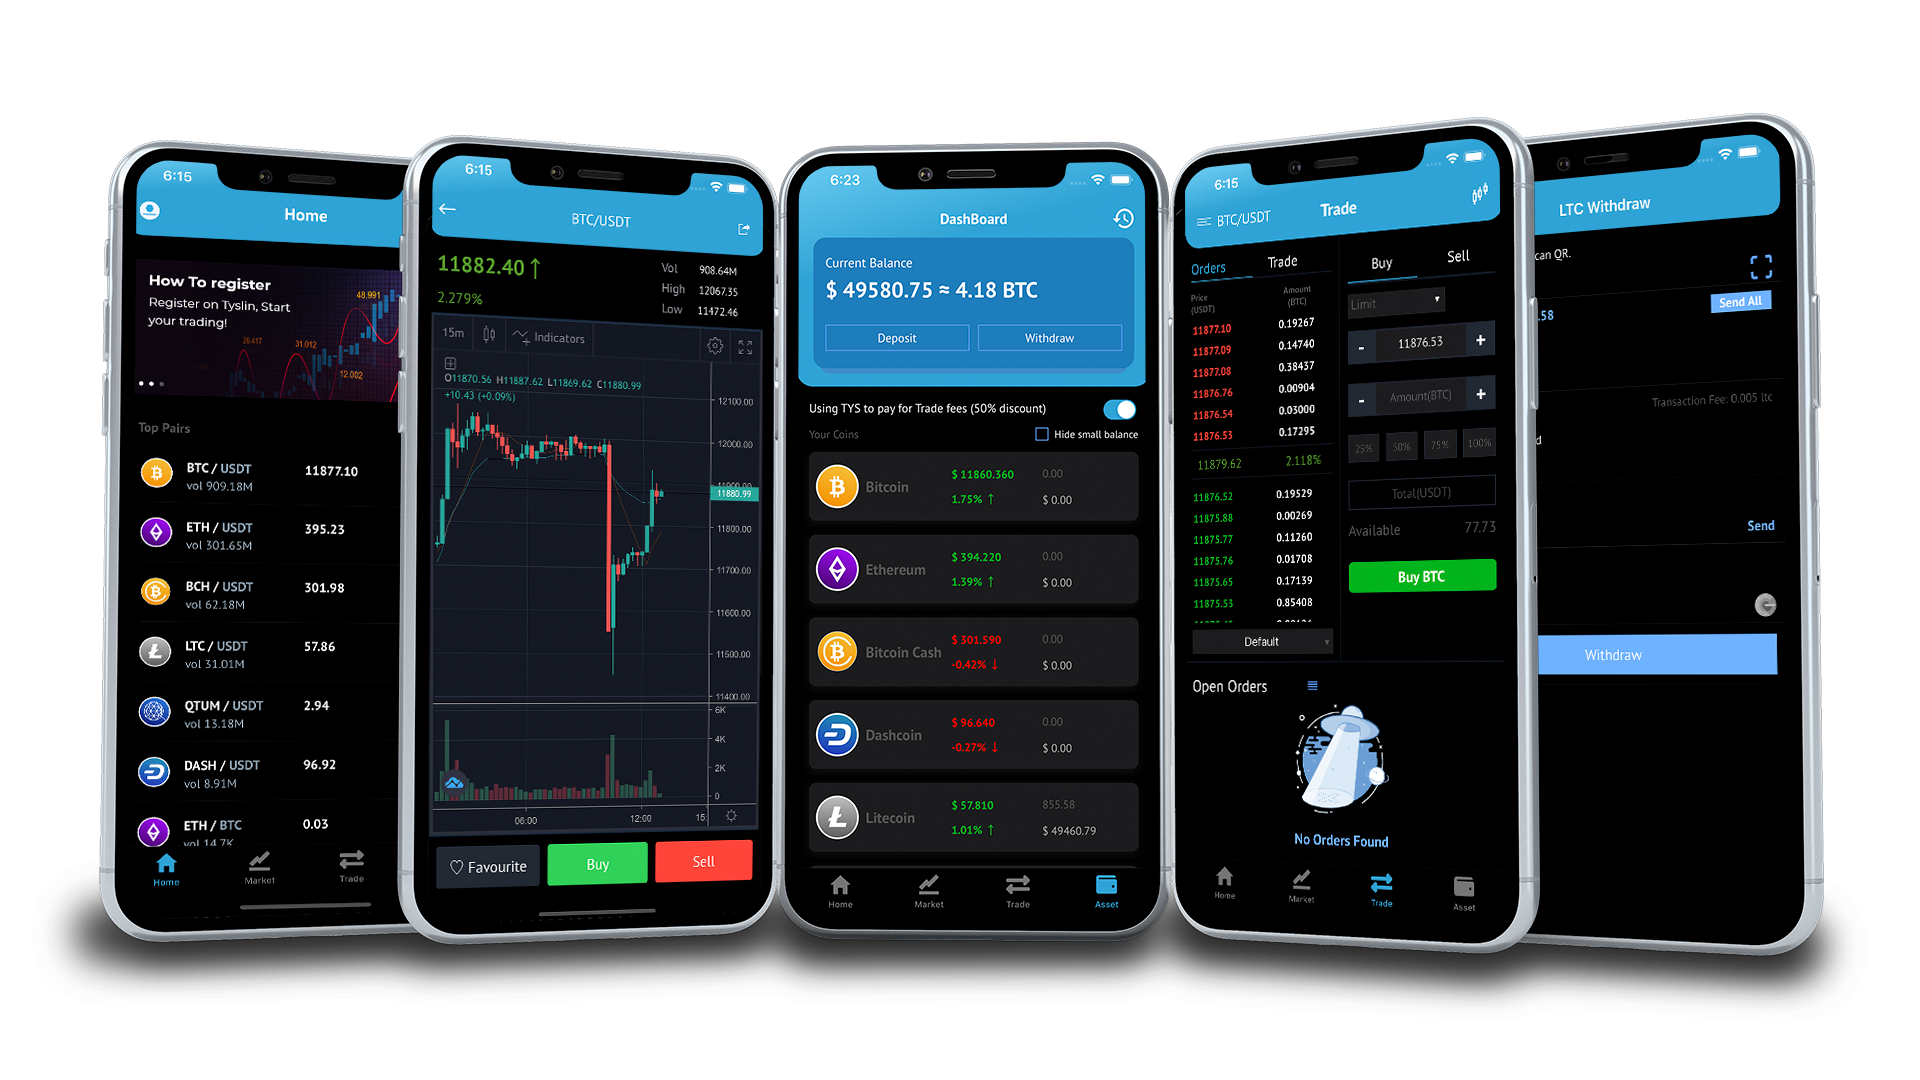 6:15
Home
How To register
Register on Tyslin, Start
your trading!
26.417
31.012
48.991
12.002
Top Pairs
BTC / USDT 11877.10
vol 909.18M
ETH / USDT 395.23
vol 301.65M
BCH / USDT 301.98
vol 62.18M
LTC / USDT 57.86
vol 31.01M
QTUM / USDT 2.94
vol 13.18M
DASH / USDT 96.92
vol 8.91M
ETH / BTC 0.03
vol 14.7K
Home Market Trade
6:15
BTC/USDT
11882.40 ↑
2.279%
Vol 908.64M
High 12067.35
Low 11472.46
15m Indicators
O11870.56 H11887.62 L11869.62 C11880.99
+10.43 (+0.09%)
12100.00
12000.00
11900.00
11880.99
11800.00
11700.00
11600.00
11500.00
11400.00
6K
4K
2K
0
06:00 12:00 15:
Favourite Buy Sell
6:23
DashBoard
Current Balance
$ 49580.75 ≈ 4.18 BTC
Deposit Withdraw
Using TYS to pay for Trade fees (50% discount)
Your Coins Hide small balance
Bitcoin
$ 11860.360 0.00
1.75% ↑ $ 0.00
Ethereum
$ 394.220 0.00
1.39% ↑ $ 0.00
Bitcoin Cash
$ 301.590 0.00
-0.42% ↓ $ 0.00
Dashcoin
$ 96.640 0.00
-0.27% ↓ $ 0.00
Litecoin
$ 57.810 855.58
1.01% ↑ $ 49460.79
Home Market Trade Asset
6:15
BTC/USDT Trade
Orders Trade
Price (USDT) Amount (BTC)
11877.10 0.19267
11877.09 0.14740
11877.08 0.38437
11876.76 0.00904
11876.54 0.03000
11876.53 0.17295
11879.62 2.118%
11876.52 0.19529
11875.88 0.00269
11875.77 0.11260
11875.76 0.01708
11875.65 0.17139
11875.53 0.85408
Default
Buy Sell
Limit
- 11876.53 +
- Amount(BTC) +
25% 50% 75% 100%
Total(USDT)
Available 77.73
Buy BTC
Open Orders
No Orders Found
Home Market Trade Asset
LTC Withdraw
can QR.
.58 Send All
Transaction Fee: 0.005 ltc
d
Send
Withdraw